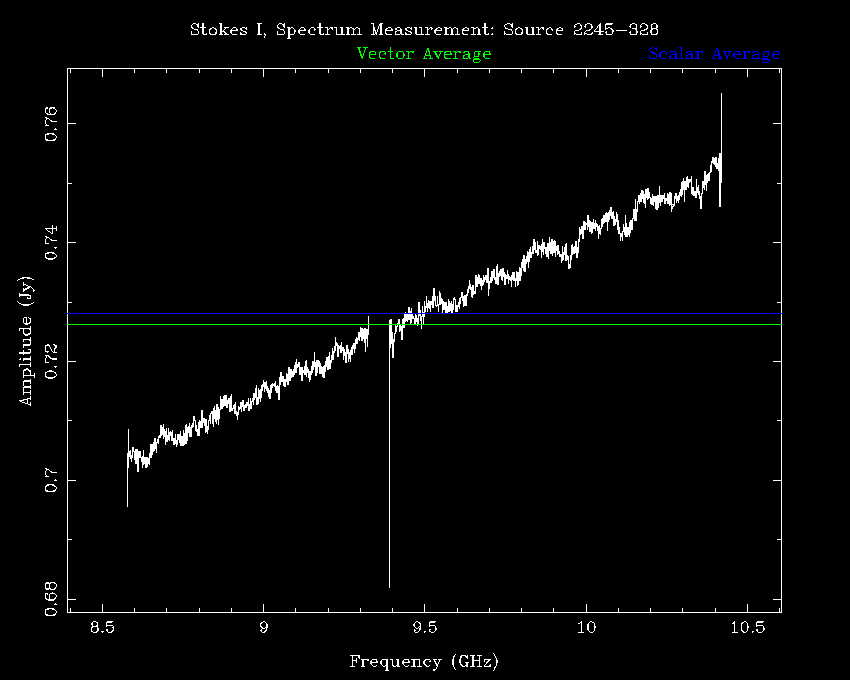 Stokes I, Spectrum Measurement: Source 2245−328
Vector Average Scalar Average
0.76
0.74
0.72
0.7
0.68
Amplitude (Jy)
8.5 9 9.5 10 10.5
Frequency (GHz)